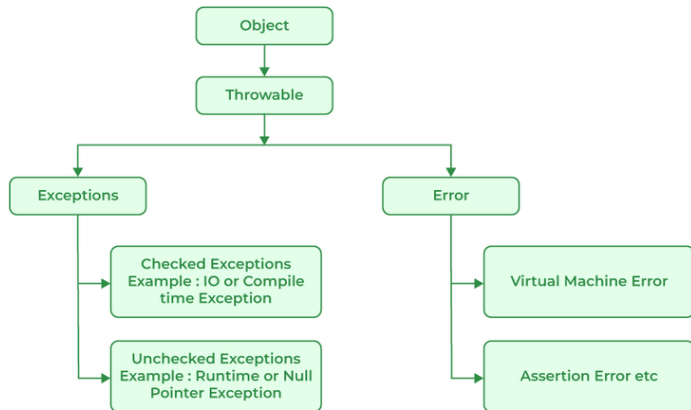 Object
Throwable
Exceptions
Error
Checked Exceptions
Example : IO or Compile
time Exception
Virtual Machine Error
Unchecked Exceptions
Example : Runtime or Null
Pointer Exception
Assertion Error etc